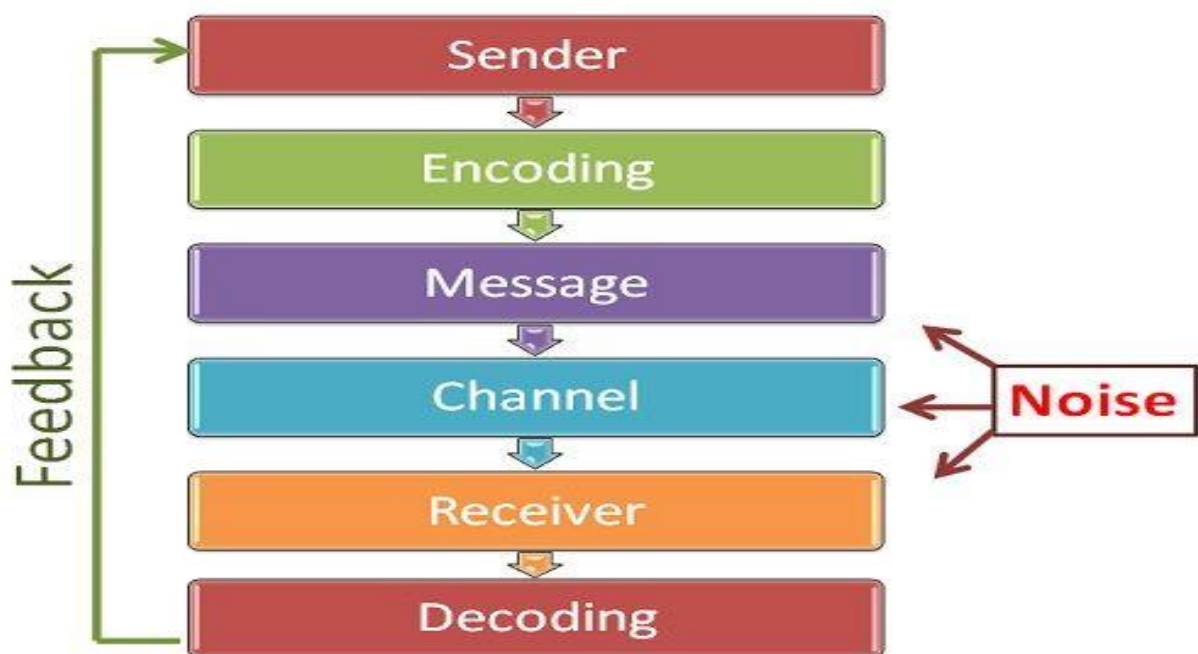 Sender
Encoding
Message
Channel
Receiver
Decoding
Feedback
Noise